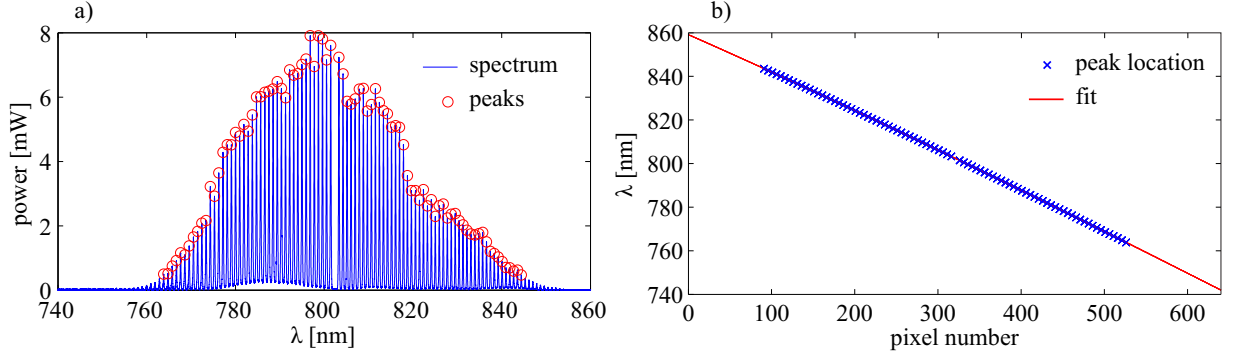 a)
power [mW]
8
6
4
2
0
740 760 780 800 820 840 860
λ [nm]
spectrum
peaks
b)
λ [nm]
860
840
820
800
780
760
740
0 100 200 300 400 500 600
pixel number
peak location
fit